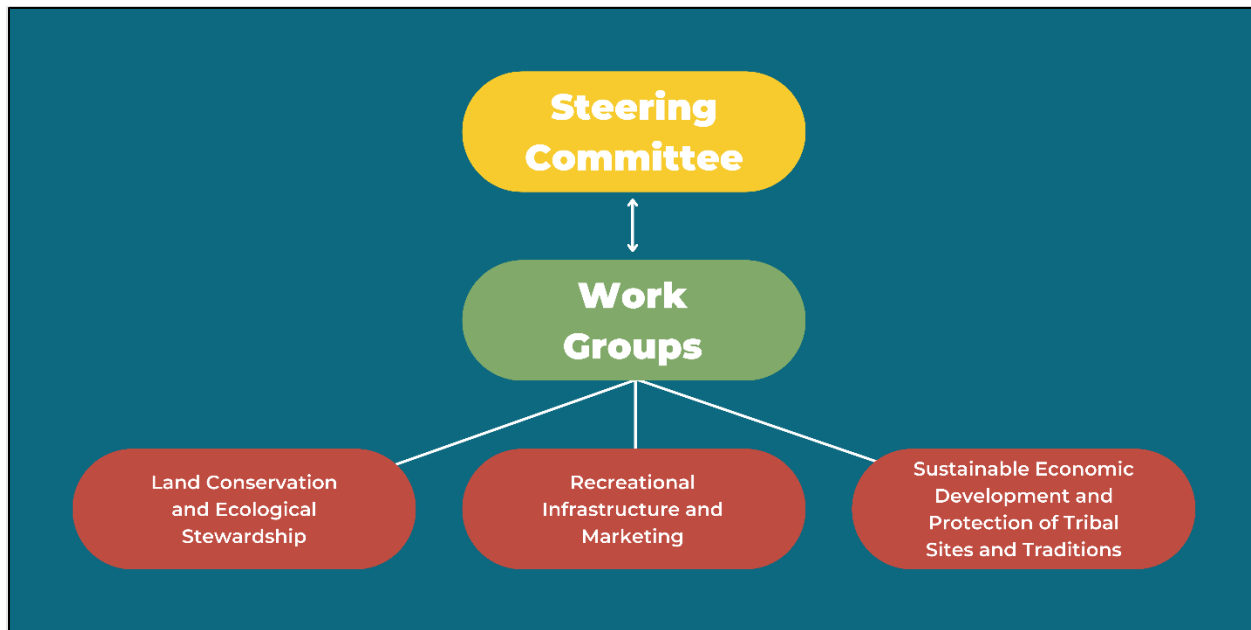 Steering
Committee
Work
Groups
Land Conservation
and Ecological
Stewardship
Recreational
Infrastructure and
Marketing
Sustainable Economic
Development and
Protection of Tribal
Sites and Traditions